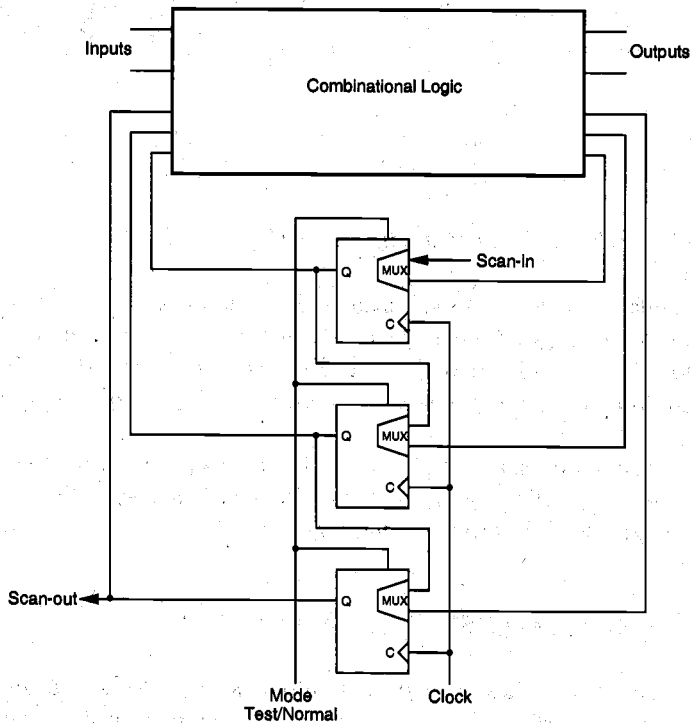 Inputs
Combinational Logic
Outputs
Q
MUX
Scan-in
C
Q
MUX
C
Scan-out
Q
MUX
C
Mode
Test/Normal
Clock